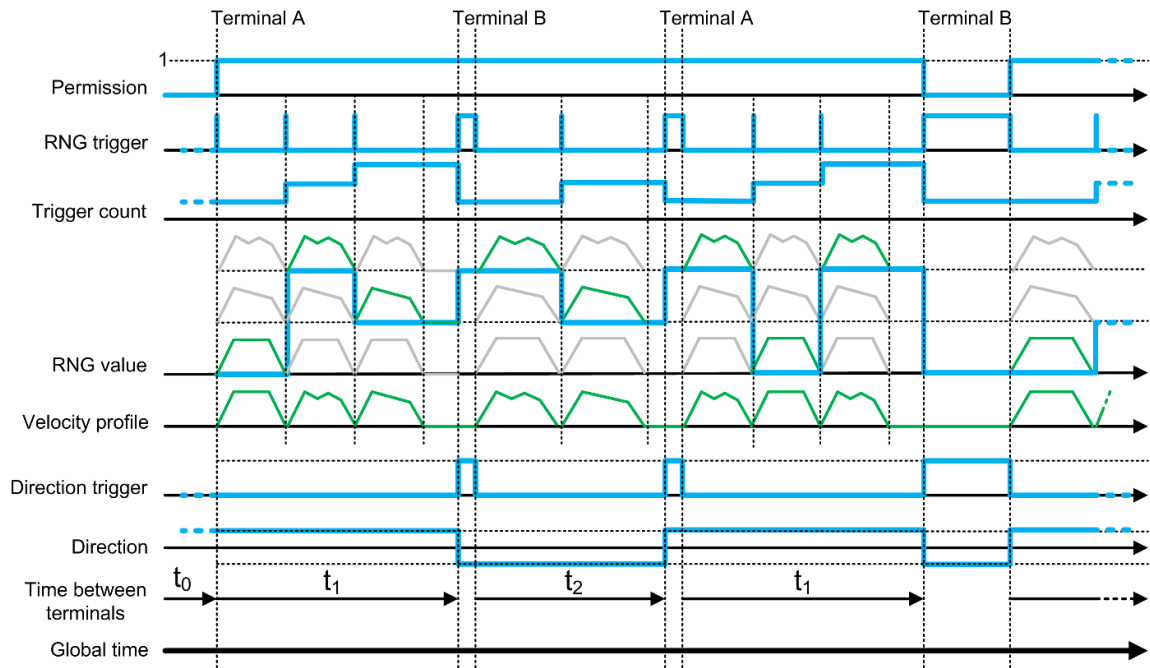 Terminal A Terminal B Terminal A Terminal B
1
Permission
RNG trigger
Trigger count
RNG value
Velocity profile
Direction trigger
Direction
t0 t1 t2 t1
Time between
terminals
Global time